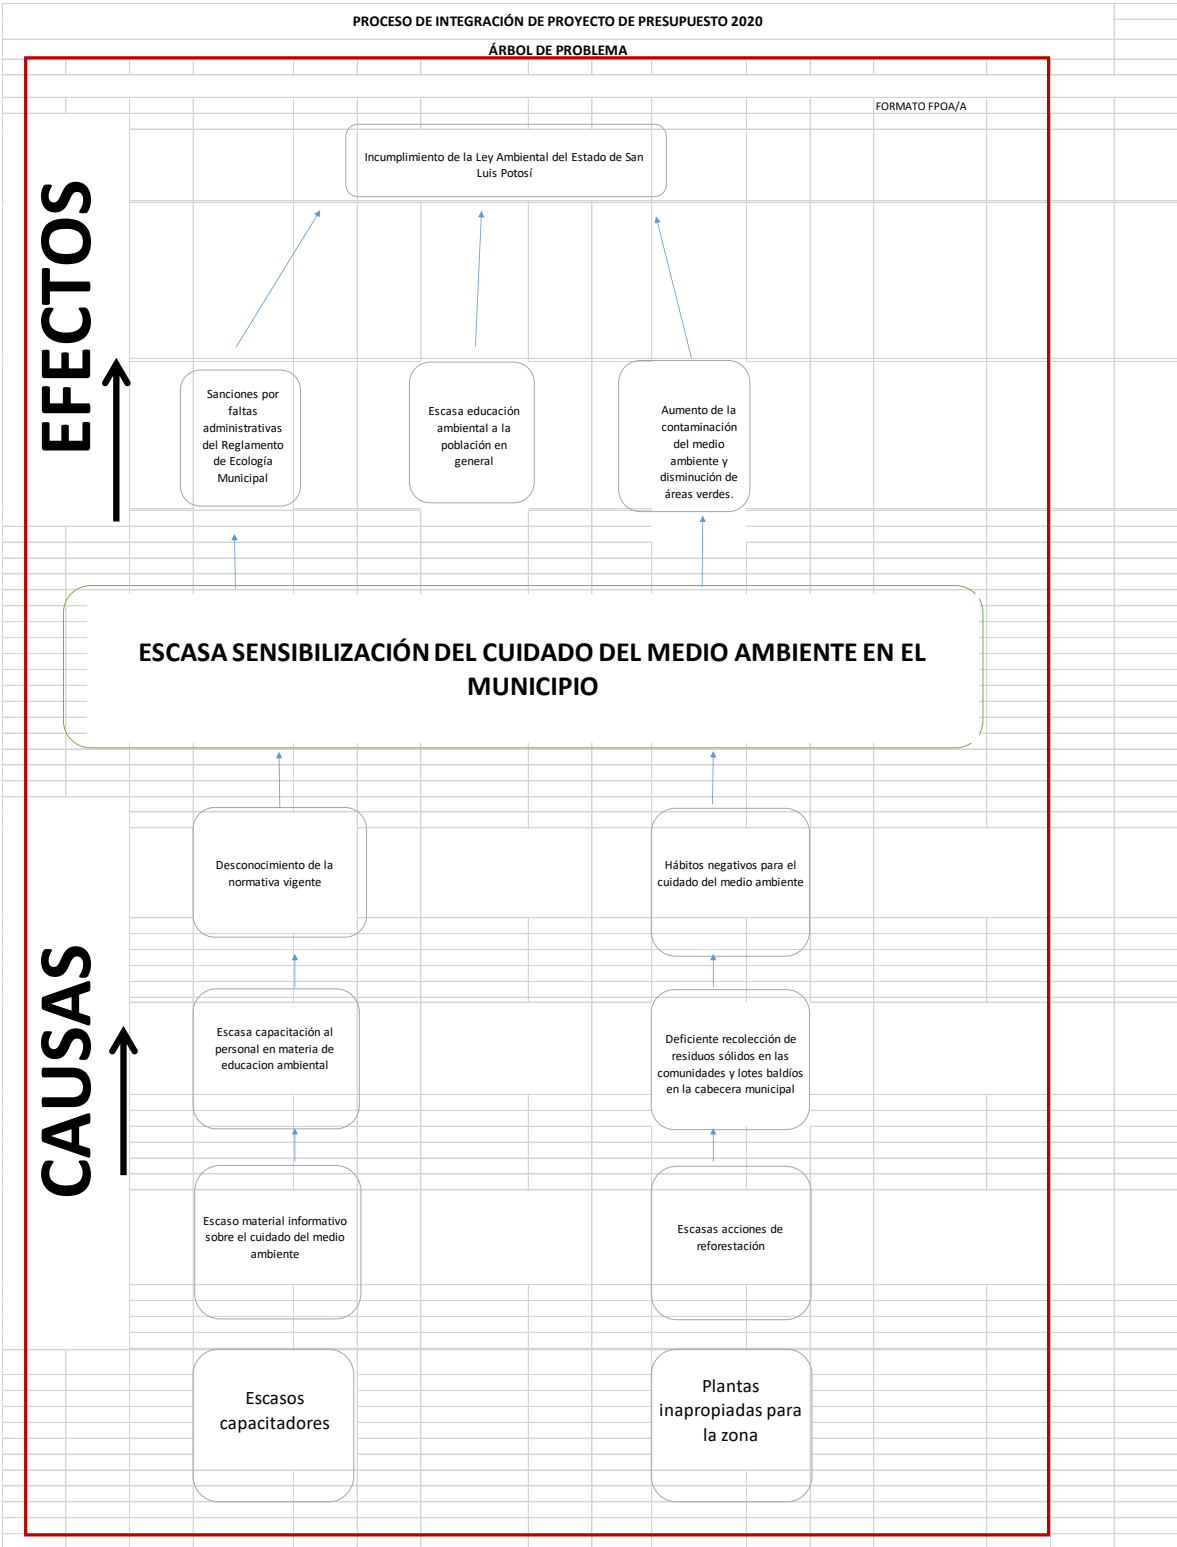 PROCESO DE INTEGRACIÓN DE PROYECTO DE PRESUPUESTO 2020
ÁRBOL DE PROBLEMA
FORMATO FPOA/A
EFECTOS
Incumplimiento de la Ley Ambiental del Estado de San
Luis Potosí
Sanciones por
faltas
administrativas
del Reglamento
de Ecología
Municipal
Escasa educación
ambiental a la
población en
general
Aumento de la
contaminación
del medio
ambiente y
disminución de
áreas verdes.
ESCASA SENSIBILIZACIÓN DEL CUIDADO DEL MEDIO AMBIENTE EN EL
MUNICIPIO
CAUSAS
Desconocimiento de la
normativa vigente
Hábitos negativos para el
cuidado del medio ambiente
Escasa capacitación al
personal en materia de
educacion ambiental
Deficiente recolección de
residuos sólidos en las
comunidades y lotes baldíos
en la cabecera municipal
Escaso material informativo
sobre el cuidado del medio
ambiente
Escasas acciones de
reforestación
Escasos
capacitadores
Plantas
inapropiadas para
la zona